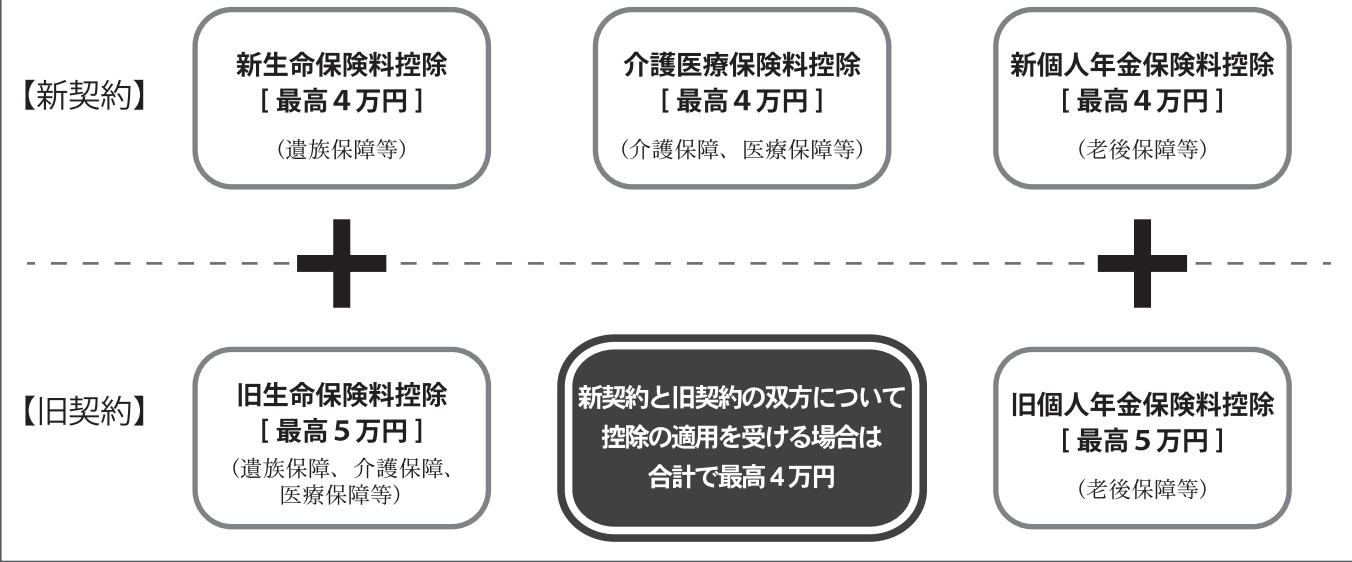 【新契約】
新生命保険料控除
[ 最高４万円 ]
（遺族保障等）
介護医療保険料控除
[ 最高４万円 ]
（介護保障、医療保障等）
新個人年金保険料控除
[ 最高４万円 ]
（老後保障等）
【旧契約】
旧生命保険料控除
[ 最高５万円 ]
（遺族保障、介護保障、
医療保障等）
新契約と旧契約の双方について
控除の適用を受ける場合は
合計で最高４万円
旧個人年金保険料控除
[ 最高５万円 ]
（老後保障等）